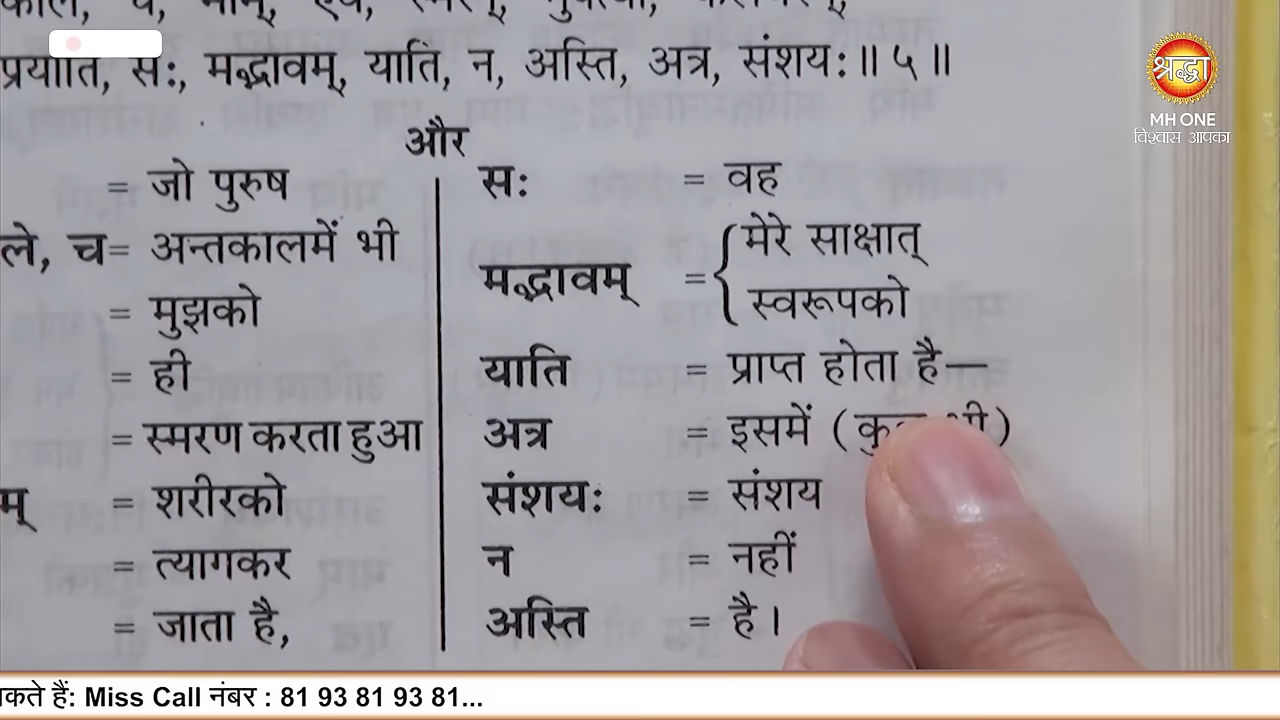 प्रयाति, सः, मद्भावम्, याति, न, अस्ति, अत्र, संशयः॥ ५ ॥
और
= जो पुरुष
ले, च= अन्तकालमें भी
= मुझको
= ही
= स्मरण करता हुआ
म् = शरीरको
= त्यागकर
= जाता है,
सः = वह
मद्भावम् = { मेरे साक्षात्
स्वरूपको
याति = प्राप्त होता है—
अत्र = इसमें (
संशयः = संशय
न = नहीं
अस्ति = है।
श्रद्धा
MH ONE
विश्वास आपका
सकते हैं: Miss Call नंबर : 81 93 81 93 81...